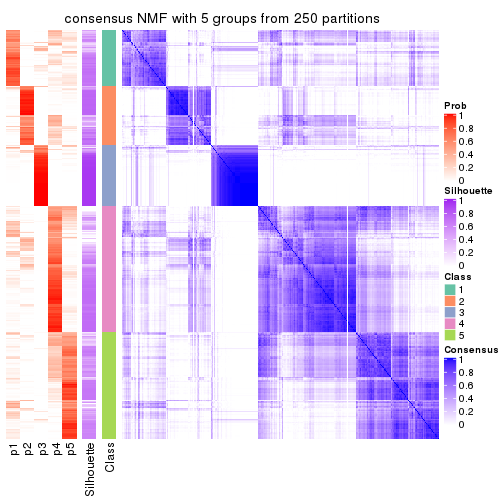 consensus NMF with 5 groups from 250 partitions
Prob
1
0.8
0.6
0.4
0.2
0
Silhouette
1
0.8
0.6
0.4
0.2
0
Class
1
2
3
4
5
Consensus
1
0.8
0.6
0.4
0.2
0
p1
p2
p3
p4
p5
Silhouette
Class